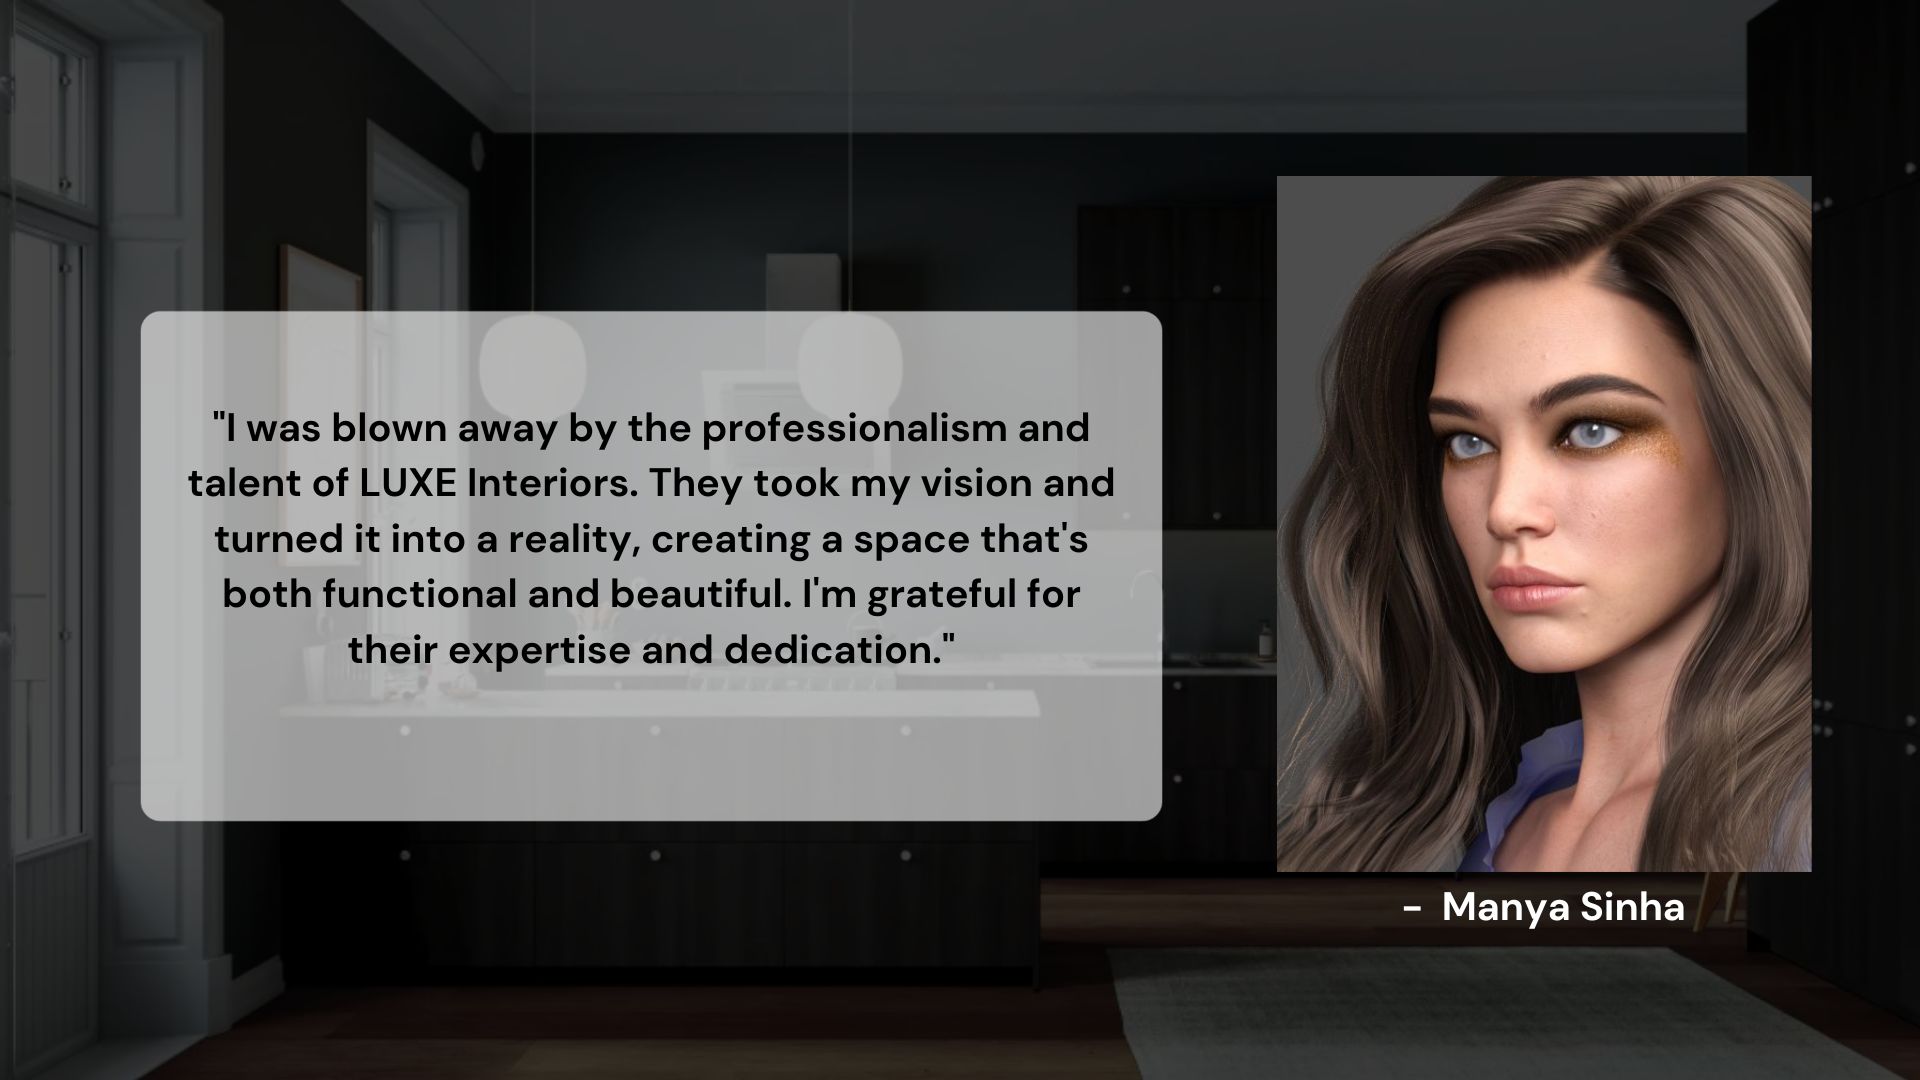 "I was blown away by the professionalism and
talent of LUXE Interiors. They took my vision and
turned it into a reality, creating a space that's
both functional and beautiful. I'm grateful for
their expertise and dedication."
- Manya Sinha